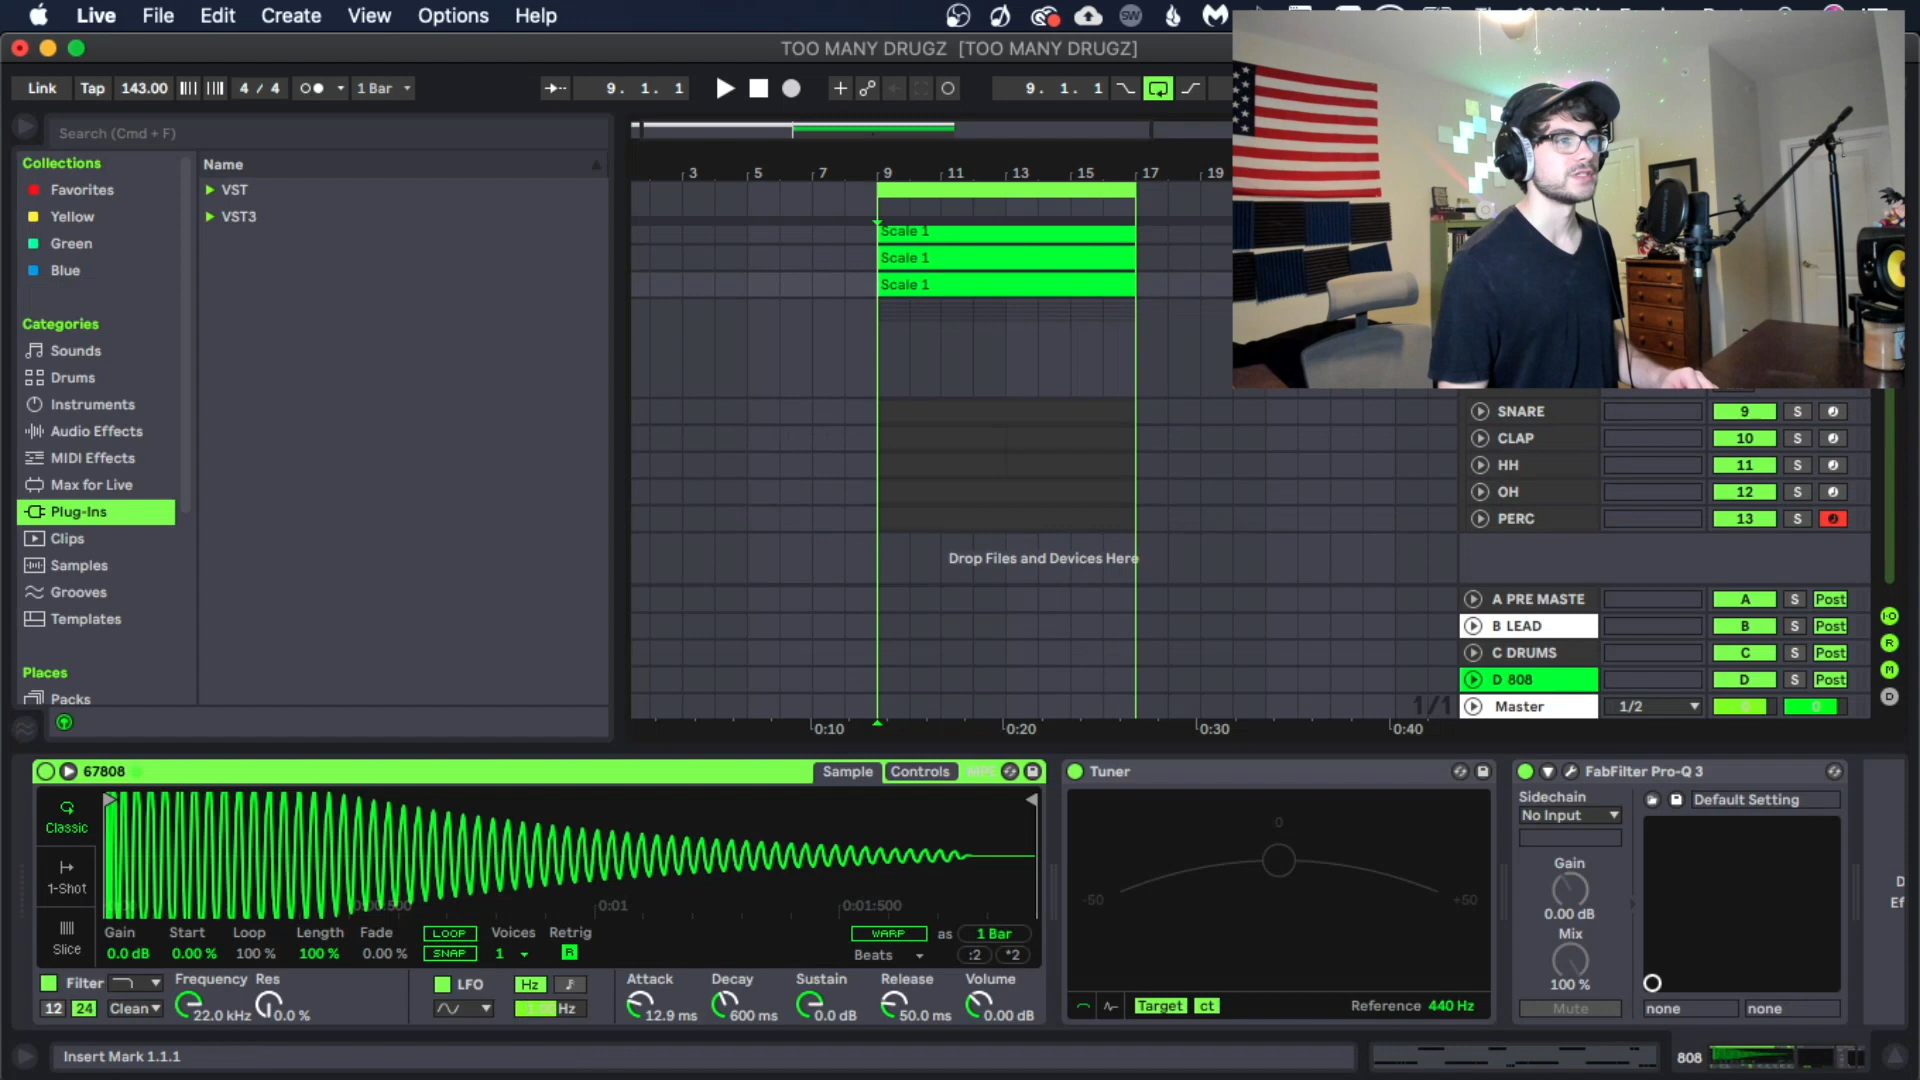 Live File Edit Create View Options Help
TOO MANY DRUGZ [TOO MANY DRUGZ]
Link Tap 143.00 4 / 4 1 Bar 9. 1. 1 9. 1. 1
Search (Cmd + F)
Collections
Favorites
Yellow
Green
Blue
Categories
Sounds
Drums
Instruments
Audio Effects
MIDI Effects
Max for Live
Plug-Ins
Clips
Samples
Grooves
Templates
Places
Packs
Name
VST
VST3
3 5 7 9 11 13 15 17 19
Scale 1
Scale 1
Scale 1
Drop Files and Devices Here
1/1
0:10 0:20 0:30 0:40
SNARE 9 S
CLAP 10 S
HH 11 S
OH 12 S
PERC 13 S
A PRE MASTE A S Post
B LEAD B S Post
C DRUMS C S Post
D 808 D S Post
Master 1/2 0
I·O
R
M
D
67808 Sample Controls
Classic
1-Shot
Slice
0:01 0:01:500
Gain Start Loop Length Fade LOOP Voices Retrig WARP as 1 Bar
0.0 dB 0.00 % 100 % 100 % 0.00 % SNAP 1 R Beats :2 *2
Filter Frequency Res LFO Hz Attack Decay Sustain Release Volume
12 24 Clean 22.0 kHz 0.0 % Hz 12.9 ms 600 ms 0.0 dB 50.0 ms 0.00 dB
Tuner
0
-50 +50
Target ct Reference 440 Hz
FabFilter Pro-Q 3
Sidechain
No Input
Default Setting
Gain
0.00 dB
Mix
100 %
Mute
none none
D
Ef
Insert Mark 1.1.1
808